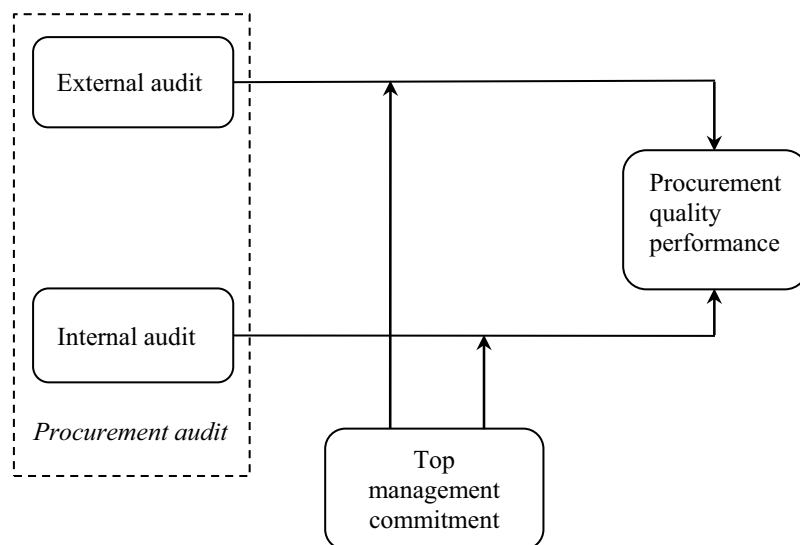 External audit
Procurement
quality
performance
Internal audit
Procurement audit
Top
management
commitment